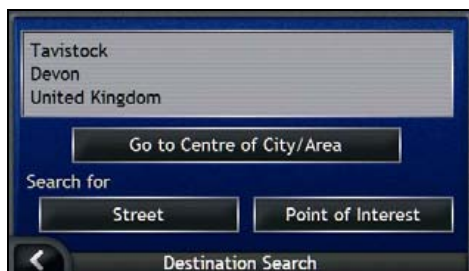 Tavistock
Devon
United Kingdom
Go to Centre of City/Area
Search for
Street Point of Interest
Destination Search